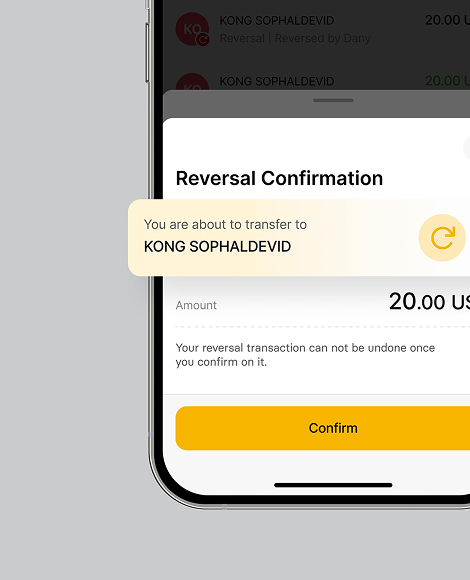 KO
KONG SOPHALDEVID
20.00 U
Reversal | Reversed by Dany
KO
KONG SOPHALDEVID
20.00
Reversal Confirmation
You are about to transfer to
KONG SOPHALDEVID
Amount
20.00 US
Your reversal transaction can not be undone once
you confirm on it.
Confirm